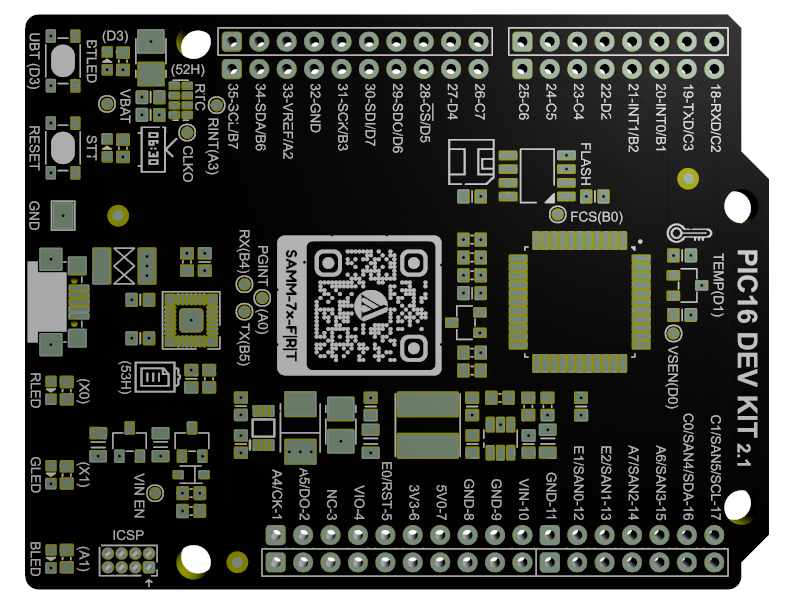 UBT (D3)
BTLED
(D3)
(52H)
RTC
VBAT
RINT(A3)
CLKO
06:30
RESET
STT
GND
35-SCL/B7
34-SDA/B6
33-VREF/A2
32-GND
31-SCK/B3
30-SDI/D7
29-SDO/D6
28-CS/D5
27-D4
26-C7
25-C6
24-C5
23-C4
22-D2
21-INT1/B2
20-INT0/B1
19-TXD/C3
18-RXD/C2
FLASH
FCS(B0)
TEMP(D1)
VSEN(D0)
PIC16 DEV KIT 2.1
RX(B4)
PGINT
(A0)
TX(B5)
SAMM-7x-FIRIT
(53H)
RLED
(X0)
GLED
(X1)
BLED
(A1)
VIN EN
ICSP
A4/CK-1
A5/DO-2
NC-3
VIO-4
E0/RST-5
3V3-6
5V0-7
GND-8
GND-9
VIN-10
GND-11
E1/SAN0-12
E2/SAN1-13
A7/SAN2-14
A6/SAN3-15
C0/SAN4/SDA-16
C1/SAN5/SCL-17